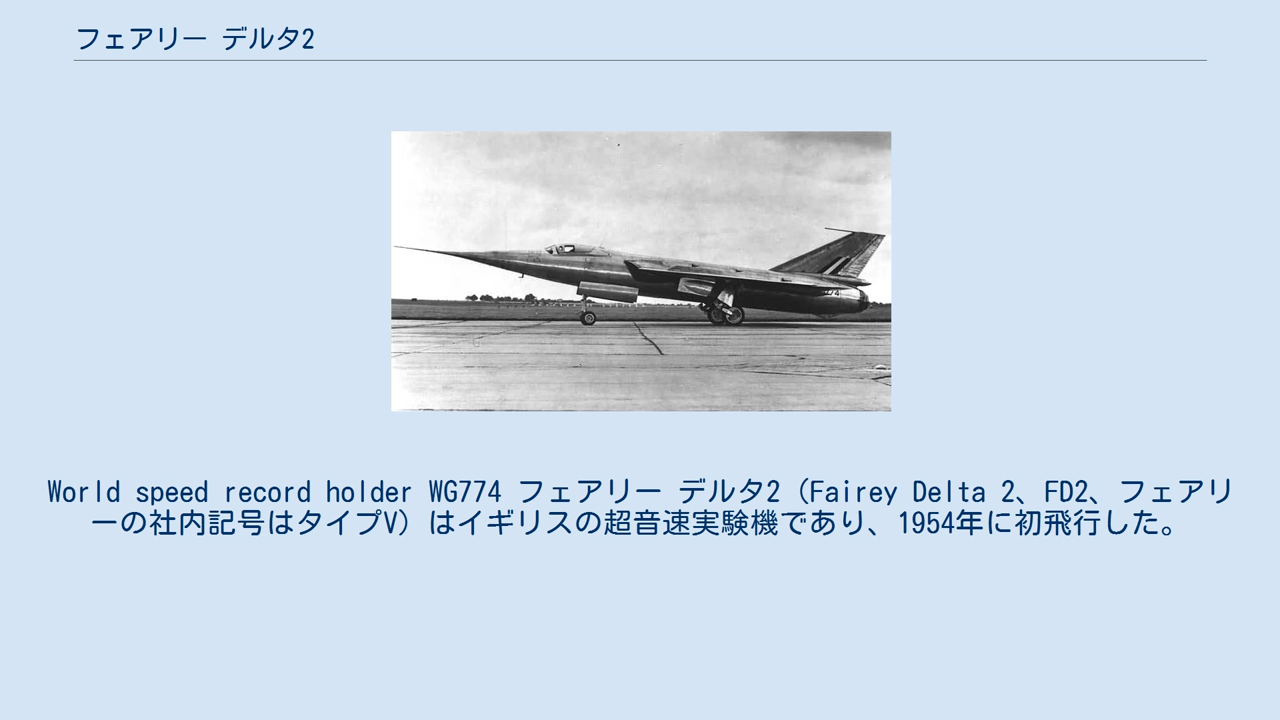 フェアリー デルタ2
World speed record holder WG774 フェアリー デルタ2（Fairey Delta 2、FD2、フェアリ
ーの社内記号はタイプV）はイギリスの超音速実験機であり、1954年に初飛行した。